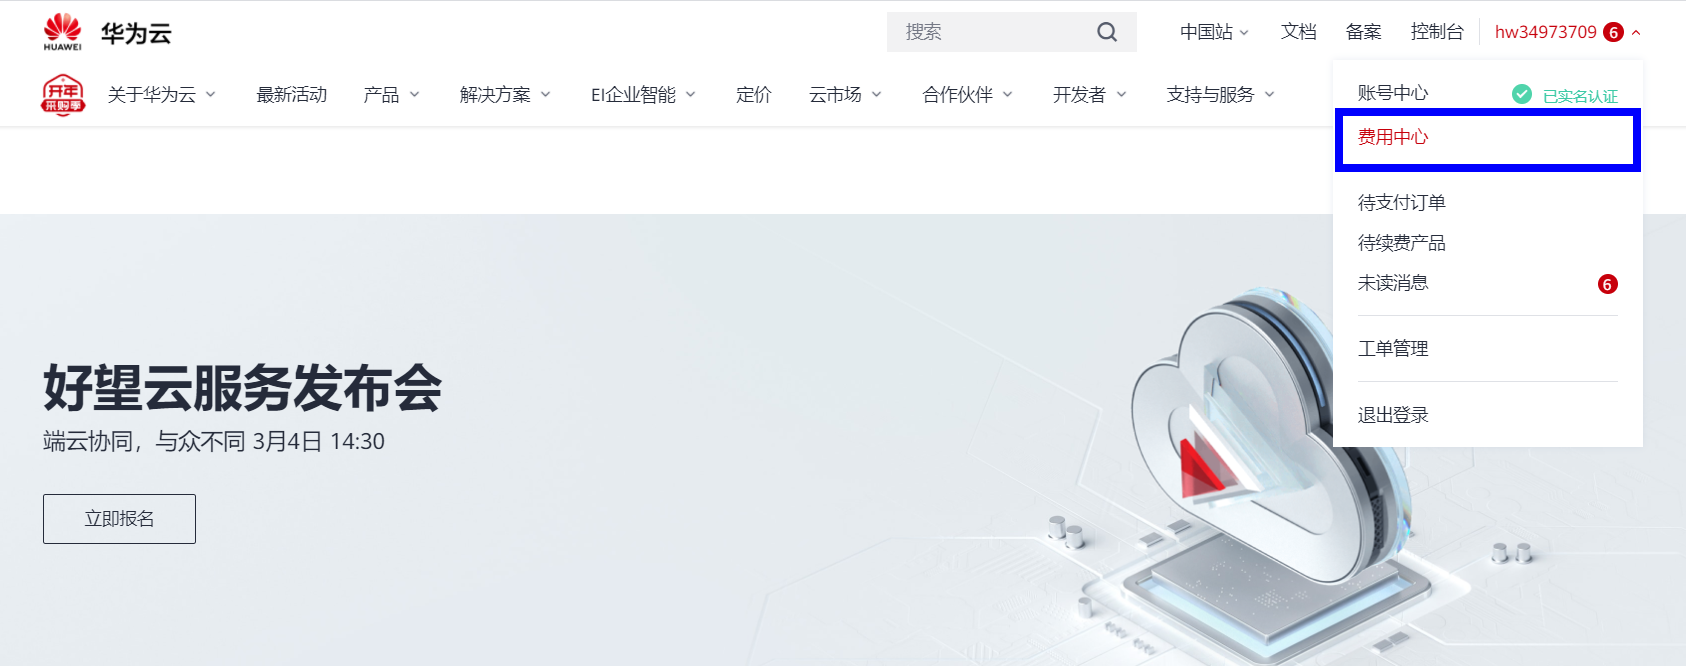 HUAWEI
华为云
搜索
中国站
文档
备案
控制台
hw34973709 6
开年
采购季
关于华为云
最新活动
产品
解决方案
EI企业智能
定价
云市场
合作伙伴
开发者
支持与服务
账号中心
已实名认证
费用中心
待支付订单
待续费产品
未读消息
6
工单管理
退出登录
好望云服务发布会
端云协同，与众不同 3月4日 14:30
立即报名